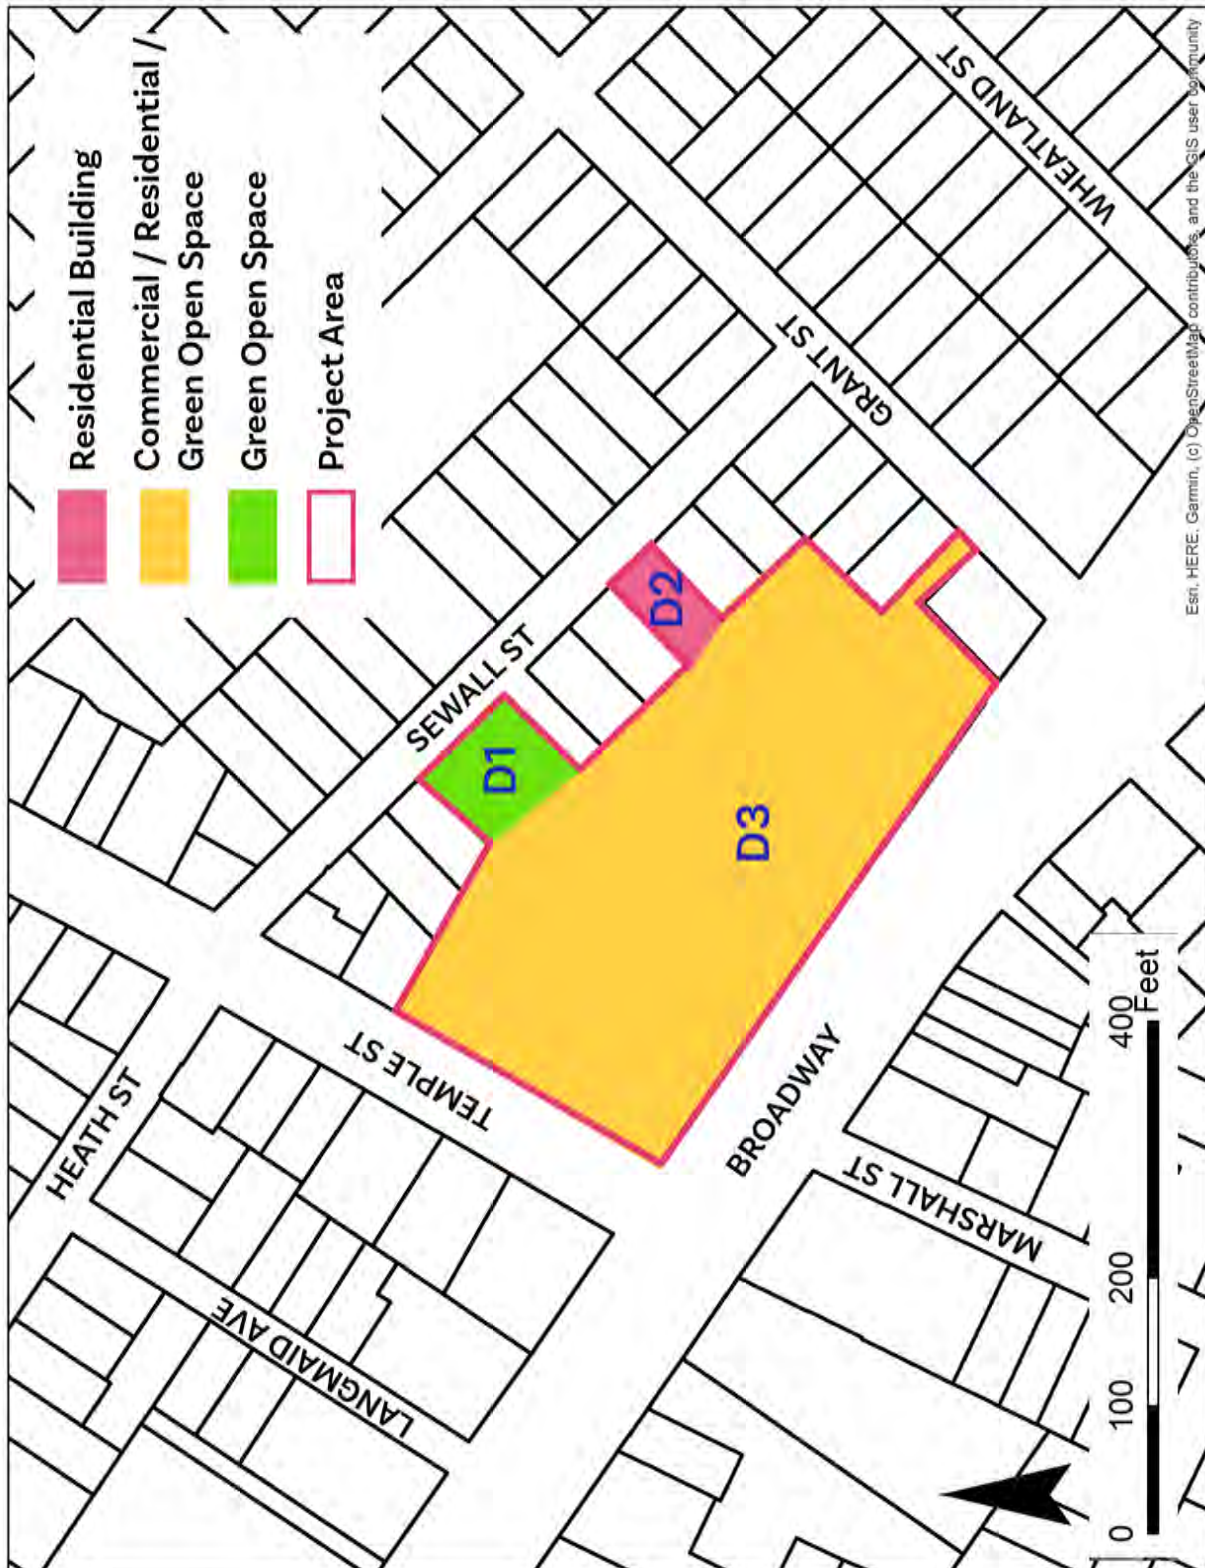 Residential Building
Commercial / Residential /
Green Open Space
Green Open Space
Project Area
HEATH ST
LANGMAID AVE
TEMPLE ST
SEWALL ST
GRANT ST
WHEATLAND ST
D1
D2
D3
BROADWAY
MARSHALL ST
0 100 200 400
Feet
Esri, HERE, Garmin, (c) OpenStreetMap contributors, and the GIS user community